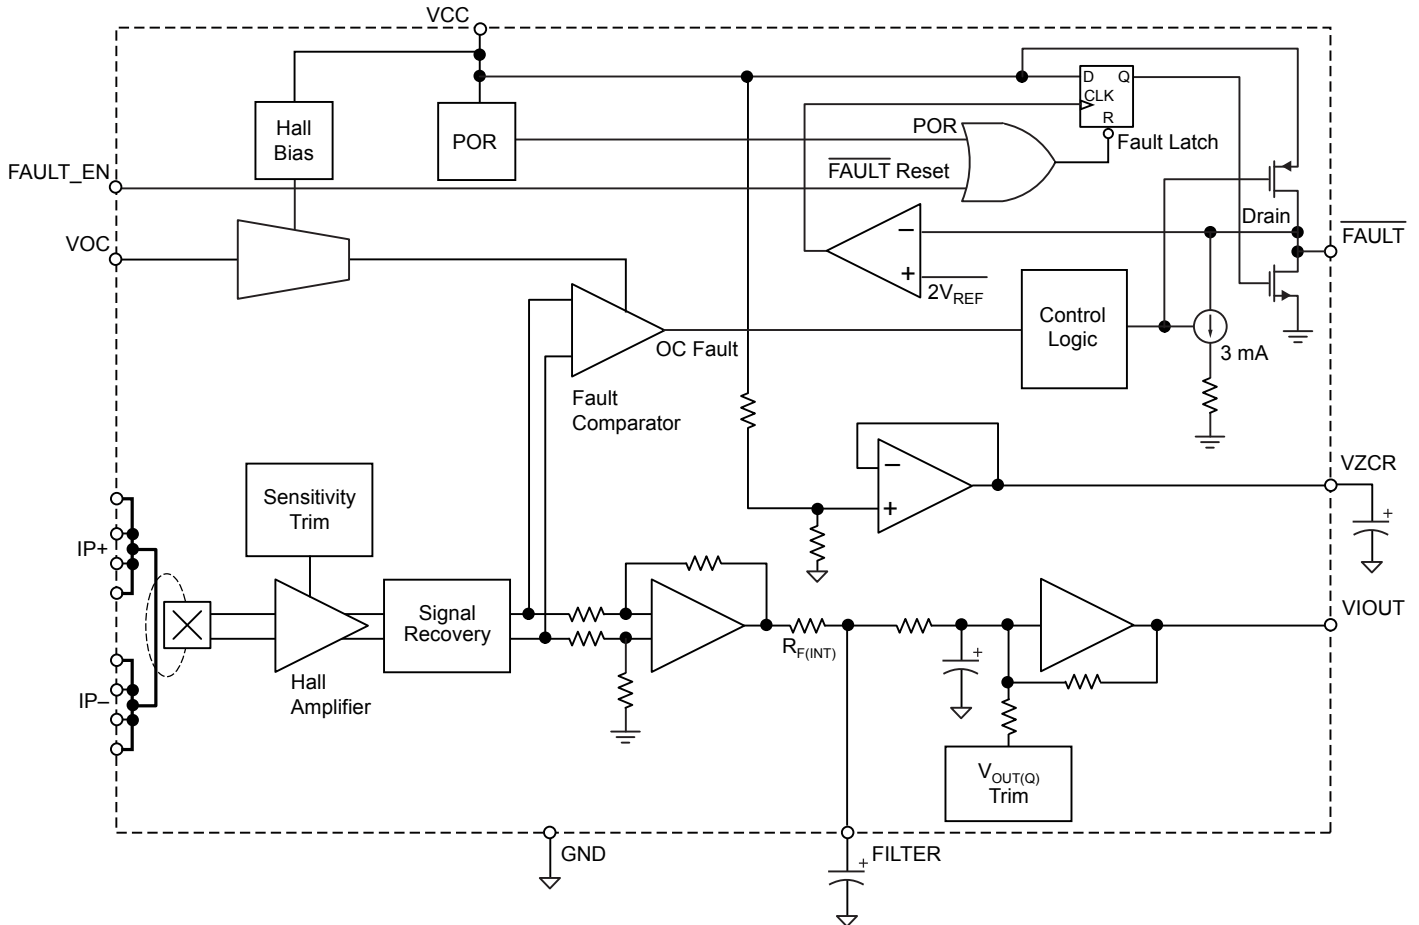 VCC
Hall
Bias
POR
POR
D
Q
CLK
R
Fault Latch
FAULT_EN
FAULT Reset
VOC
Drain
FAULT
−
+
2VREF
Control
Logic
3 mA
OC Fault
Fault
Comparator
Sensitivity
Trim
−
+
VZCR
+
IP+
Signal
Recovery
Hall
Amplifier
RF(INT)
+
VIOUT
IP–
VOUT(Q)
Trim
GND
FILTER
+